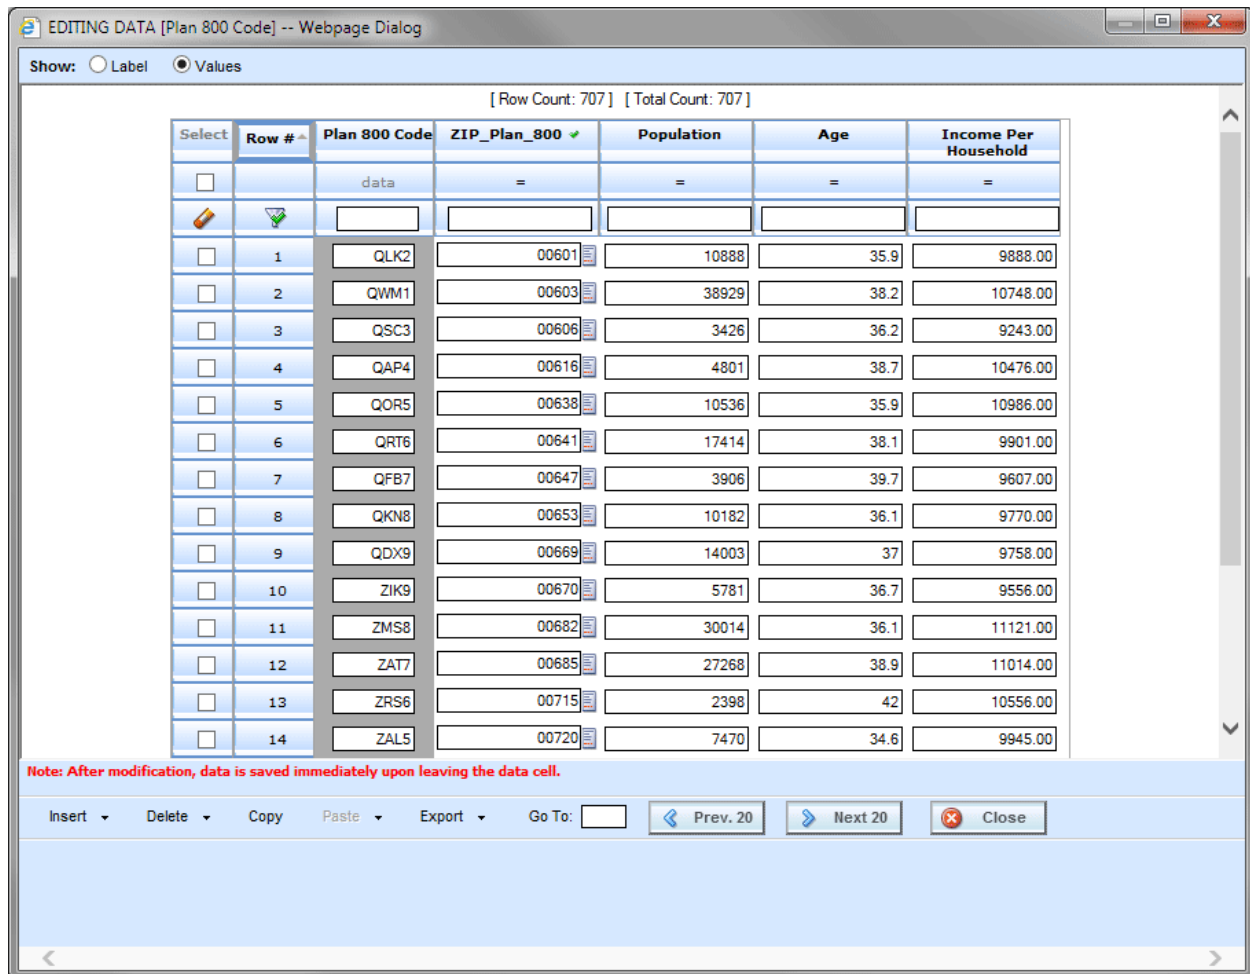 EDITING DATA [Plan 800 Code] -- Webpage Dialog
Show: Label Values
[ Row Count: 707 ] [ Total Count: 707 ]
Select Row # Plan 800 Code ZIP_Plan_800 Population Age Income Per Household
data = = = =
1 QLK2 00601 10888 35.9 9888.00
2 QWM1 00603 38929 38.2 10748.00
3 QSC3 00606 3426 36.2 9243.00
4 QAP4 00616 4801 38.7 10476.00
5 QOR5 00638 10536 35.9 10986.00
6 QRT6 00641 17414 38.1 9901.00
7 QFB7 00647 3906 39.7 9607.00
8 QKN8 00653 10182 36.1 9770.00
9 QDX9 00669 14003 37 9758.00
10 ZIK9 00670 5781 36.7 9556.00
11 ZMS8 00682 30014 36.1 11121.00
12 ZAT7 00685 27268 38.9 11014.00
13 ZRS6 00715 2398 42 10556.00
14 ZAL5 00720 7470 34.6 9945.00
Note: After modification, data is saved immediately upon leaving the data cell.
Insert Delete Copy Paste Export Go To: Prev. 20 Next 20 Close